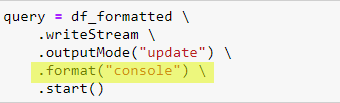 query = df_formatted \
    .writeStream \
    .outputMode("update") \
    .format("console") \
    .start()